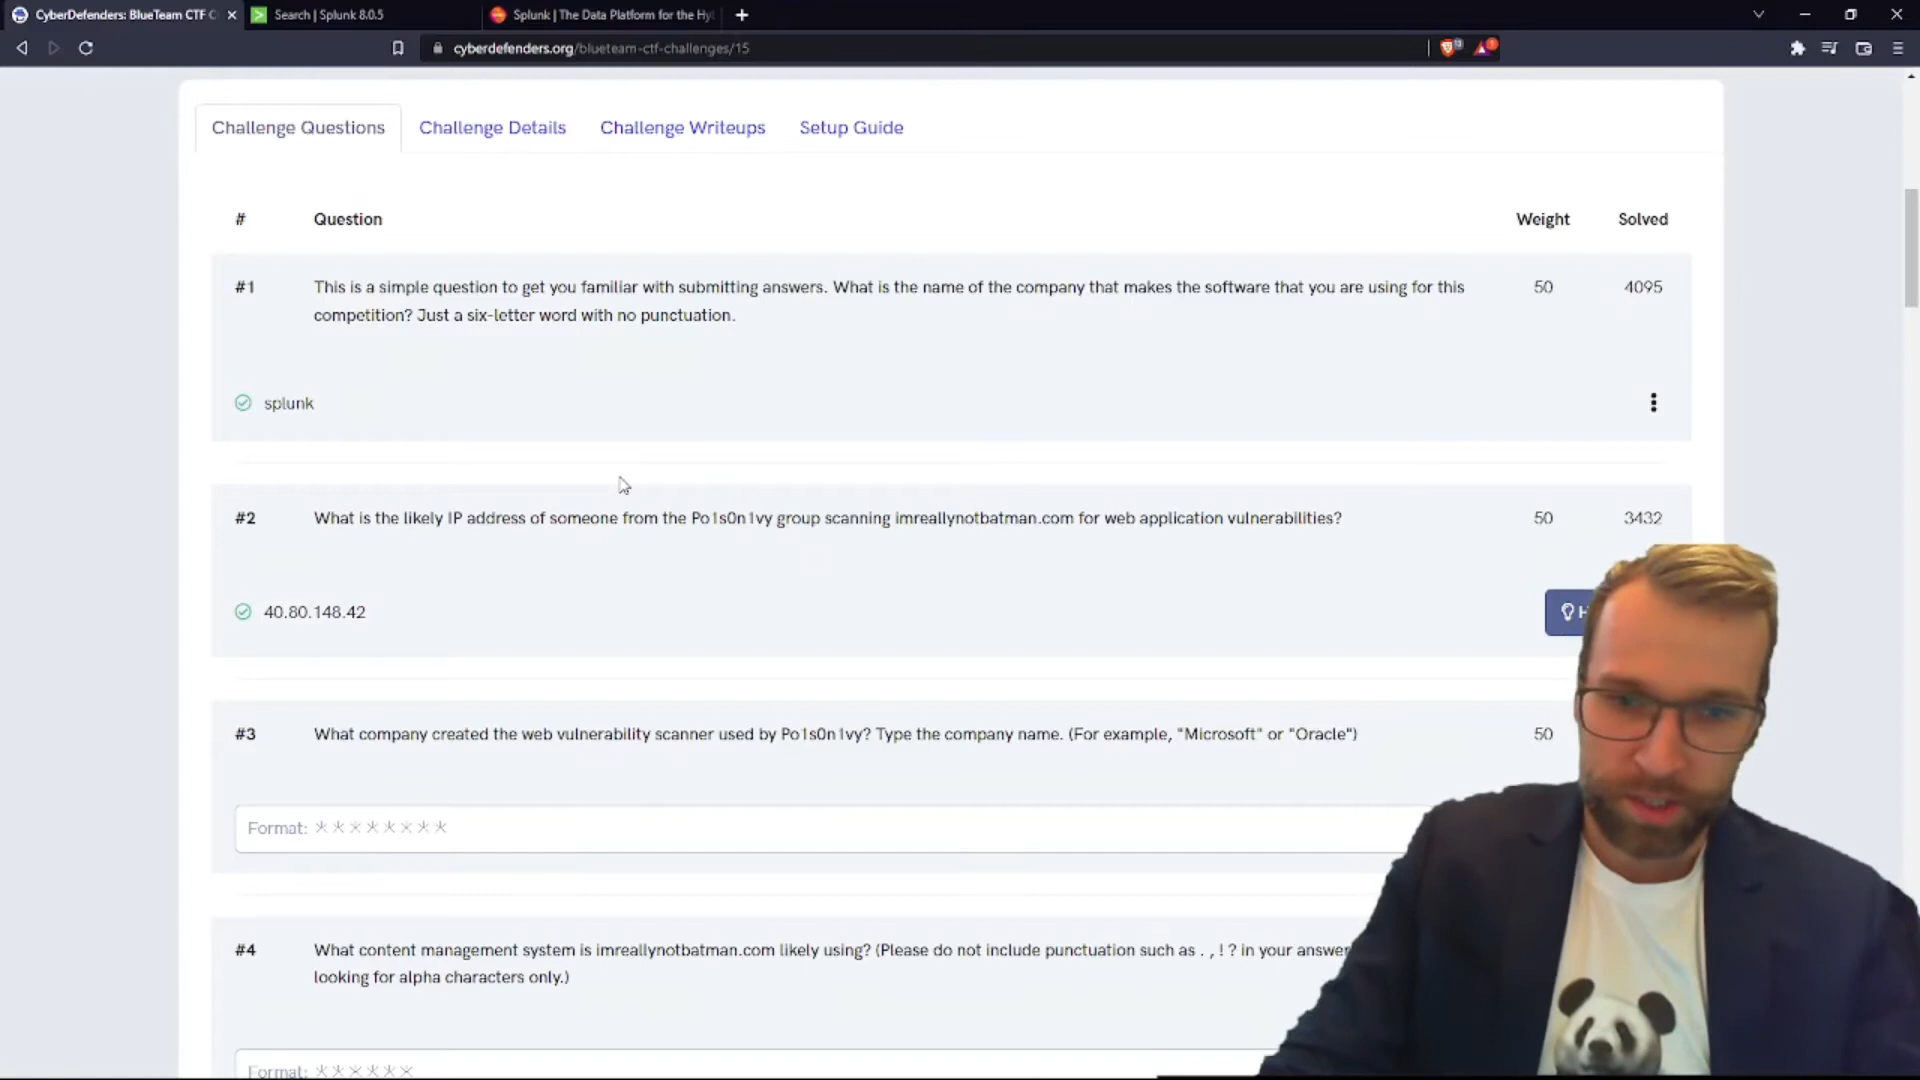 CyberDefenders: BlueTeam CTF C
Search | Splunk 8.0.5
Splunk | The Data Platform for the Hy
cyberdefenders.org/blueteam-ctf-challenges/15
Challenge Questions
Challenge Details
Challenge Writeups
Setup Guide
# Question Weight Solved
#1 This is a simple question to get you familiar with submitting answers. What is the name of the company that makes the software that you are using for this 50 4095
competition? Just a six-letter word with no punctuation.
splunk
#2 What is the likely IP address of someone from the Po1s0n1vy group scanning imreallynotbatman.com for web application vulnerabilities? 50 3432
40.80.148.42
H
#3 What company created the web vulnerability scanner used by Po1s0n1vy? Type the company name. (For example, "Microsoft" or "Oracle") 50
Format: ********
#4 What content management system is imreallynotbatman.com likely using? (Please do not include punctuation such as . , ! ? in your answer
looking for alpha characters only.)
Format: ******